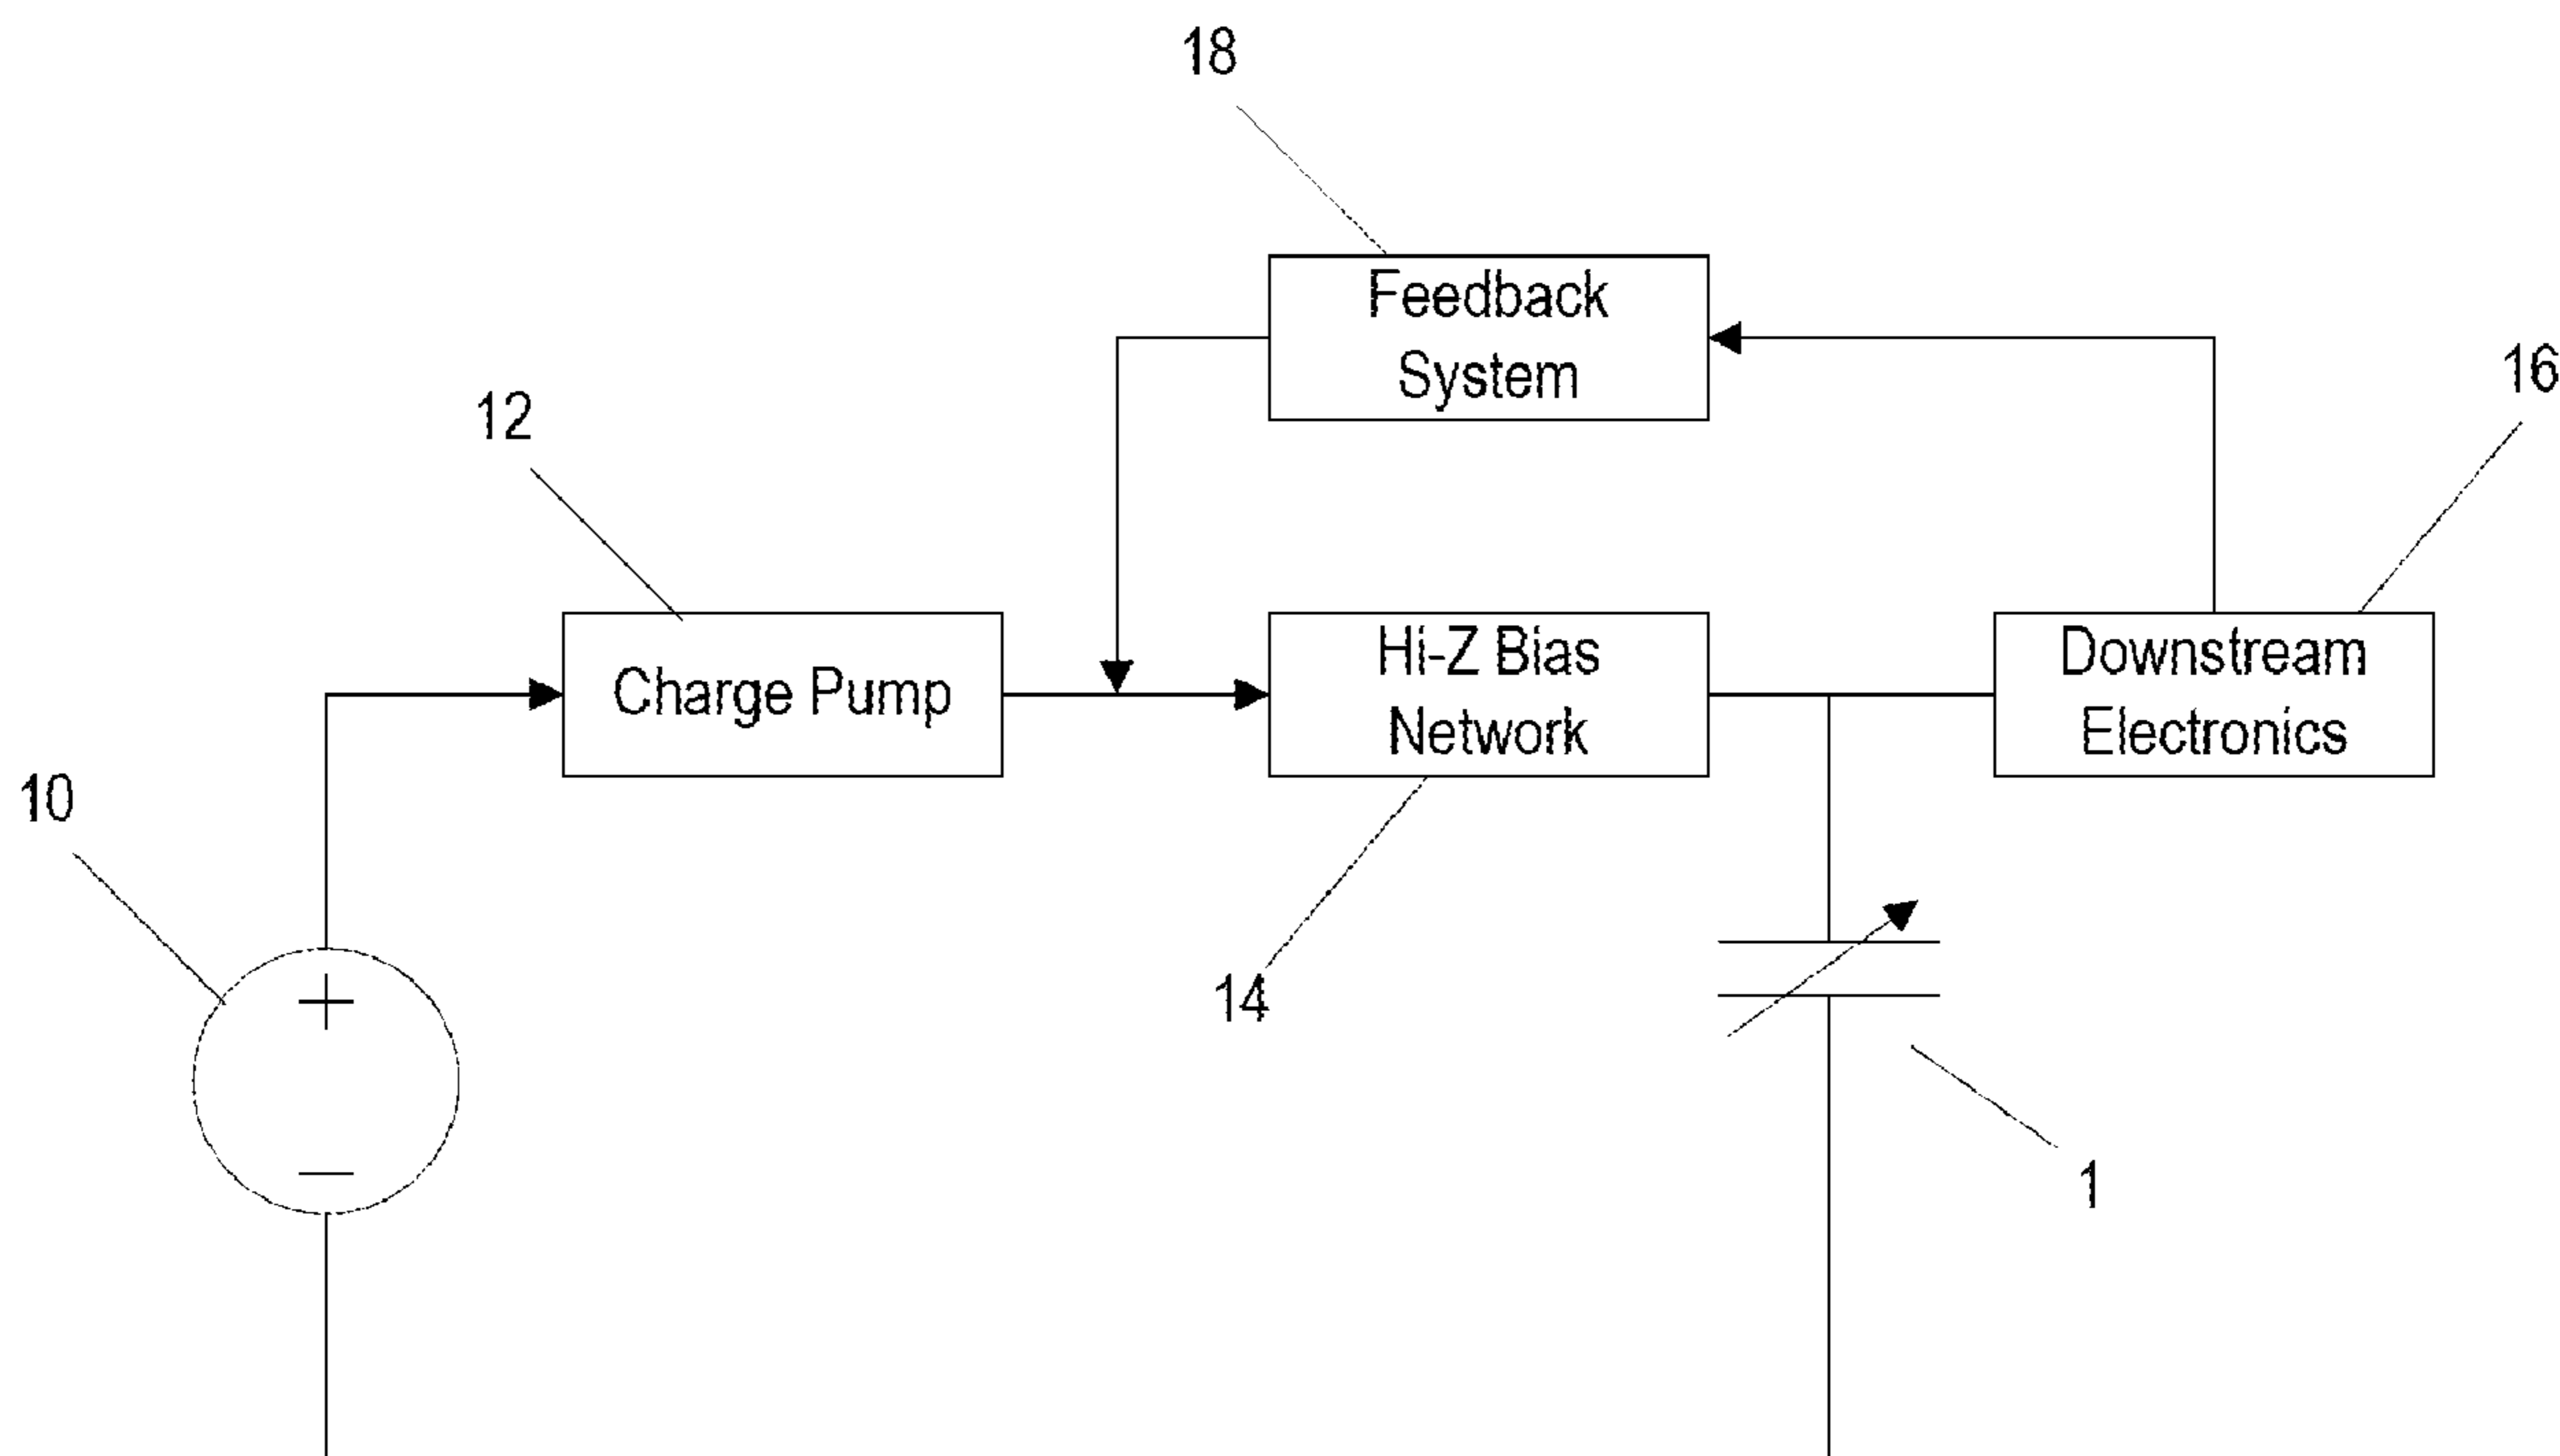 18
Feedback
System
16
12
Charge Pump
Hi-Z Bias
Network
Downstream
Electronics
10
+
−
14
1